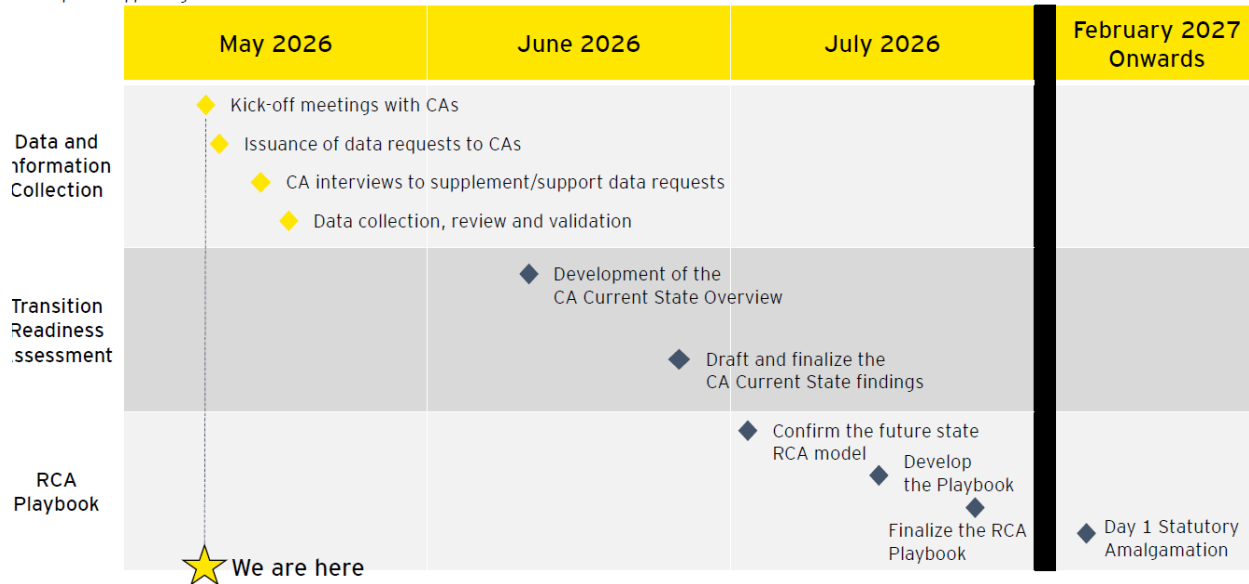 May 2026
June 2026
July 2026
February 2027
Onwards
Data and
nformation
Collection
Kick-off meetings with CAs
Issuance of data requests to CAs
CA interviews to supplement/support data requests
Data collection, review and validation
Transition
Readiness
ssessment
Development of the
CA Current State Overview
Draft and finalize the
CA Current State findings
RCA
Playbook
Confirm the future state
RCA model
Develop
the Playbook
Finalize the RCA
Playbook
Day 1 Statutory
Amalgamation
We are here